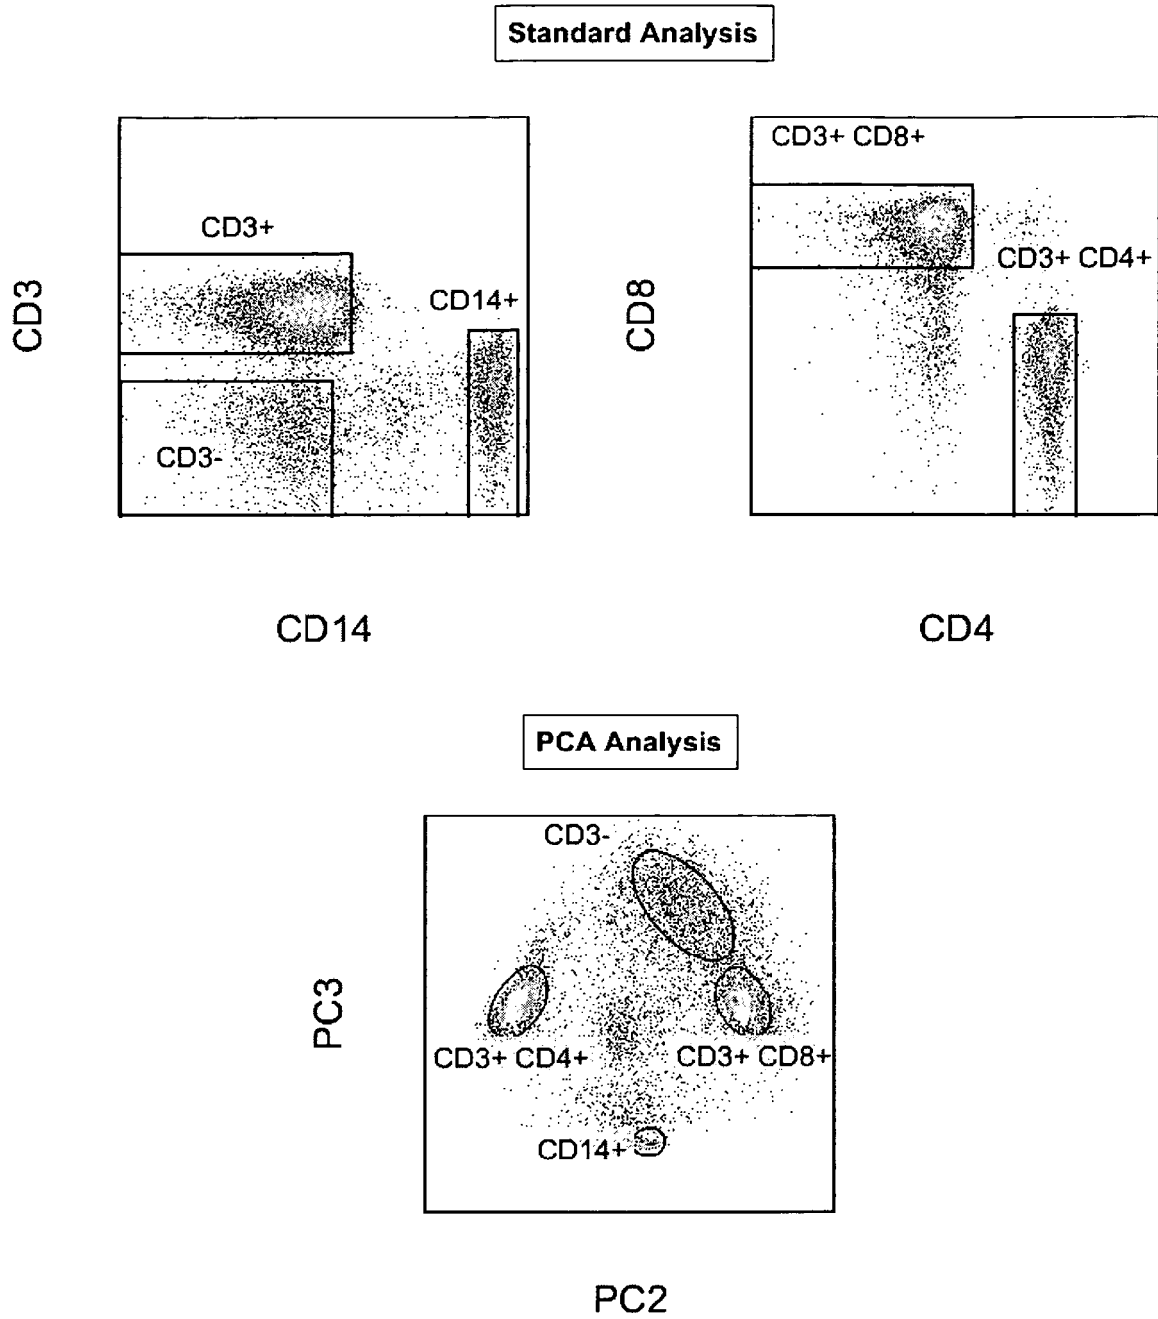 Standard Analysis
CD3+
CD14+
CD3-
CD3
CD14
CD3+ CD8+
CD3+ CD4+
CD8
CD4
PCA Analysis
CD3-
CD3+ CD4+
CD3+ CD8+
CD14+
PC3
PC2